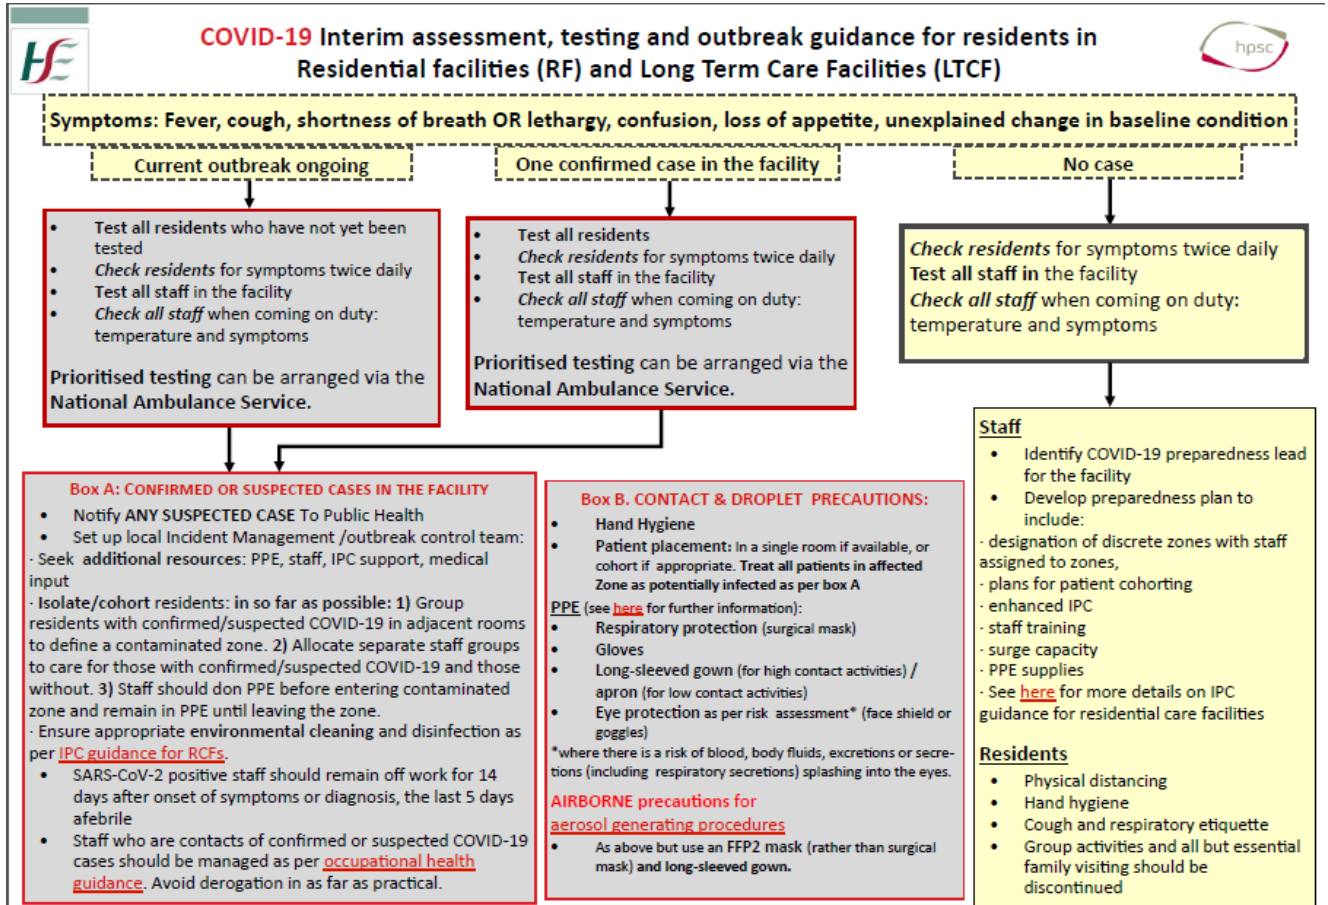 HSE
COVID-19 Interim assessment, testing and outbreak guidance for residents in
Residential facilities (RF) and Long Term Care Facilities (LTCF)
hpsc
Symptoms: Fever, cough, shortness of breath OR lethargy, confusion, loss of appetite, unexplained change in baseline condition
Current outbreak ongoing
One confirmed case in the facility
No case
• Test all residents who have not yet been
tested
• Check residents for symptoms twice daily
• Test all staff in the facility
• Check all staff when coming on duty:
temperature and symptoms
Prioritised testing can be arranged via the
National Ambulance Service.
• Test all residents
• Check residents for symptoms twice daily
• Test all staff in the facility
• Check all staff when coming on duty:
temperature and symptoms
Prioritised testing can be arranged via the
National Ambulance Service.
Check residents for symptoms twice daily
Test all staff in the facility
Check all staff when coming on duty:
temperature and symptoms
Box A: CONFIRMED OR SUSPECTED CASES IN THE FACILITY
• Notify ANY SUSPECTED CASE To Public Health
• Set up local Incident Management /outbreak control team:
· Seek additional resources: PPE, staff, IPC support, medical
input
· Isolate/cohort residents: in so far as possible: 1) Group
residents with confirmed/suspected COVID-19 in adjacent rooms
to define a contaminated zone. 2) Allocate separate staff groups
to care for those with confirmed/suspected COVID-19 and those
without. 3) Staff should don PPE before entering contaminated
zone and remain in PPE until leaving the zone.
· Ensure appropriate environmental cleaning and disinfection as
per IPC guidance for RCFs.
• SARS-CoV-2 positive staff should remain off work for 14
days after onset of symptoms or diagnosis, the last 5 days
afebrile
• Staff who are contacts of confirmed or suspected COVID-19
cases should be managed as per occupational health
guidance. Avoid derogation in as far as practical.
Box B. CONTACT & DROPLET PRECAUTIONS:
• Hand Hygiene
• Patient placement: In a single room if available, or
cohort if appropriate. Treat all patients in affected
Zone as potentially infected as per box A
PPE (see here for further information):
• Respiratory protection (surgical mask)
• Gloves
• Long-sleeved gown (for high contact activities) /
apron (for low contact activities)
• Eye protection as per risk assessment* (face shield or
goggles)
*where there is a risk of blood, body fluids, excretions or secre-
tions (including respiratory secretions) splashing into the eyes.
AIRBORNE precautions for
aerosol generating procedures
• As above but use an FFP2 mask (rather than surgical
mask) and long-sleeved gown.
Staff
• Identify COVID-19 preparedness lead
for the facility
• Develop preparedness plan to
include:
· designation of discrete zones with staff
assigned to zones,
· plans for patient cohorting
· enhanced IPC
· staff training
· surge capacity
· PPE supplies
· See here for more details on IPC
guidance for residential care facilities
Residents
• Physical distancing
• Hand hygiene
• Cough and respiratory etiquette
• Group activities and all but essential
family visiting should be
discontinued